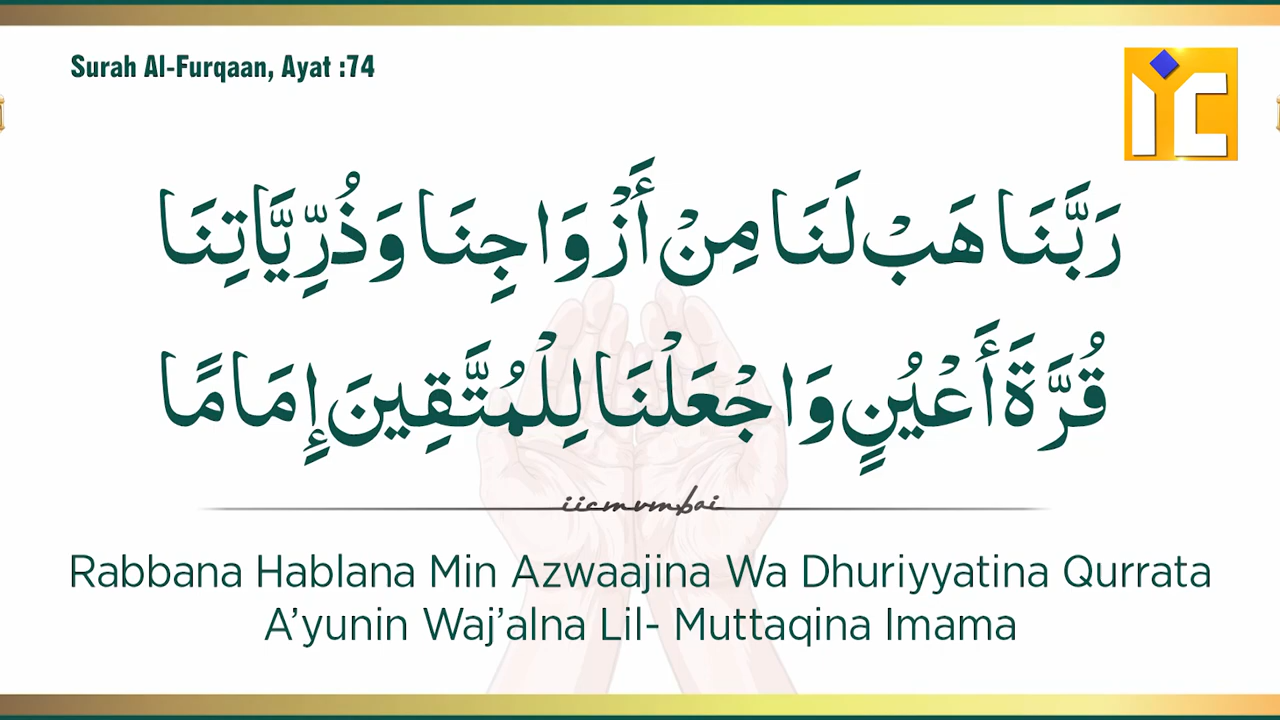 Surah Al-Furqaan, Ayat :74
IYC
رَبَّنَا هَبْ لَنَا مِنْ أَزْوَاجِنَا وَذُرِّيَّاتِنَا
قُرَّةَ أَعْيُنٍ وَاجْعَلْنَا لِلْمُتَّقِينَ إِمَامًا
iicmumbai
Rabbana Hablana Min Azwaajina Wa Dhuriyyatina Qurrata
A’yunin Waj’alna Lil- Muttaqina Imama